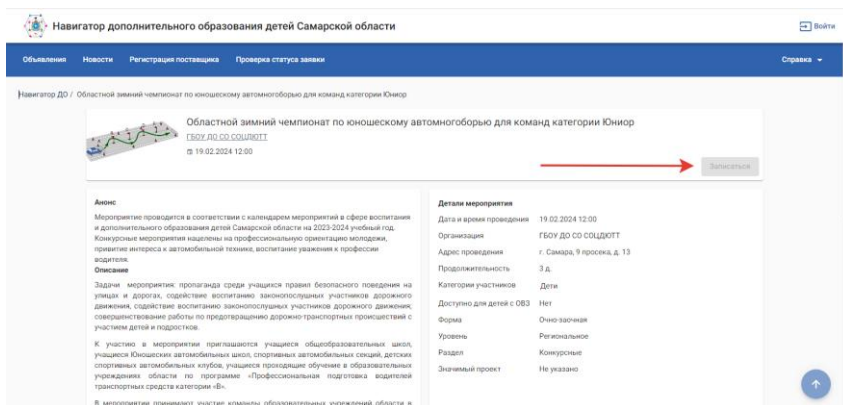 Навигатор дополнительного образования детей Самарской области
Войти
Объявления Новости Регистрация поставщика Проверка статуса заявки Справка
Навигатор ДО / Областной зимний чемпионат по юношескому автомногоборью для команд категории Юниор
Областной зимний чемпионат по юношескому автомногоборью для команд категории Юниор
ГБОУ ДО СО СОЦДЮТТ
19.02.2024 12:00
Записаться
Анонс
Мероприятие проводится в соответствии с календарем мероприятий в сфере воспитания
и дополнительного образования детей Самарской области на 2023-2024 учебный год.
Конкурсные мероприятия нацелены на профессиональную ориентацию молодежи,
привитие интереса к автомобильной технике, воспитание уважения к профессии
водителя.
Описание
Задачи мероприятия: пропаганда среди учащихся правил безопасного поведения на
улицах и дорогах, содействие воспитанию законопослушных участников дорожного
движения, содействие воспитанию законопослушных участников дорожного движения;
совершенствование работы по предотвращению дорожно-транспортных происшествий с
участием детей и подростков.
К участию в мероприятии приглашаются учащиеся общеобразовательных школ,
учащиеся Юношеских автомобильных школ, спортивных автомобильных секций, детских
спортивных автомобильных клубов, учащиеся проходящие обучение в образовательных
учреждениях области по программе «Профессиональная подготовка водителей
транспортных средств категории «В».
В мероприятии принимают участие команды образовательных учреждений области в
Детали мероприятия
Дата и время проведения 19.02.2024 12:00
Организация ГБОУ ДО СО СОЦДЮТТ
Адрес проведения г. Самара, 9 просека, д. 13
Продолжительность 3 д.
Категории участников Дети
Доступно для детей с ОВЗ Нет
Форма Очно-заочная
Уровень Региональное
Раздел Конкурсные
Значимый проект Не указано